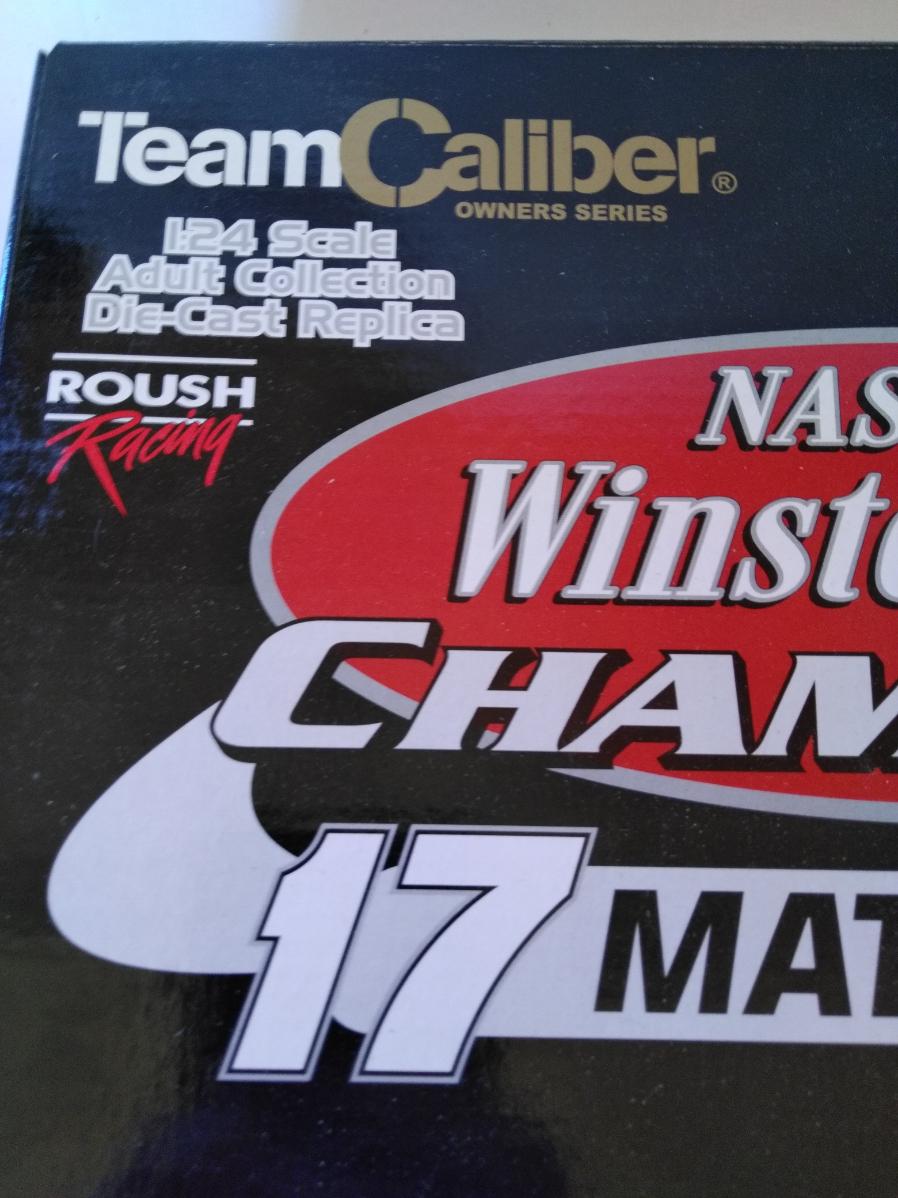 TeamCaliber®
OWNERS SERIES
1:24 Scale
Adult Collection
Die-Cast Replica
ROUSH
Racing
NAS
Winst
CHAM
17 MAT